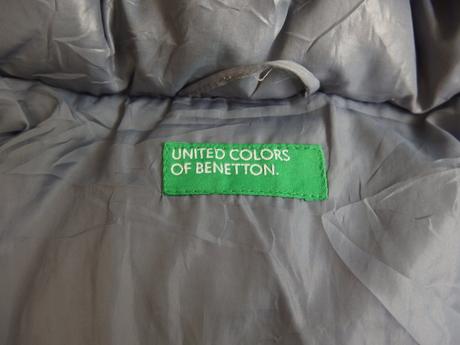 UNITED COLORS
OF BENETTON.